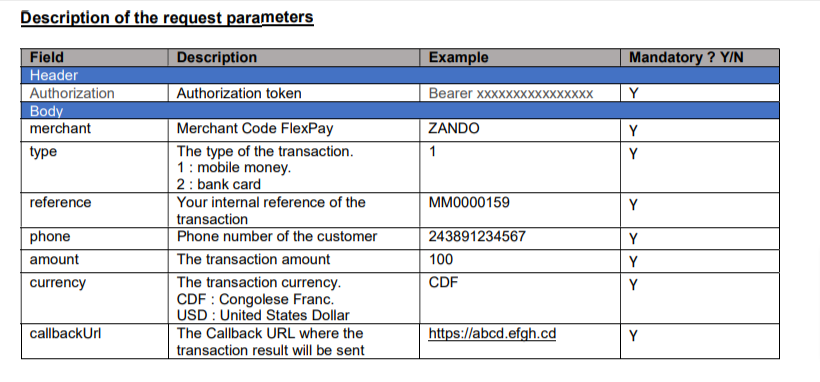 Description of the request parameters
Field Description Example Mandatory ? Y/N
Header
Authorization Authorization token Bearer xxxxxxxxxxxxxxxx Y
Body
merchant Merchant Code FlexPay ZANDO Y
type The type of the transaction. 1 Y
1 : mobile money.
2 : bank card
reference Your internal reference of the MM0000159 Y
transaction
phone Phone number of the customer 243891234567 Y
amount The transaction amount 100 Y
currency The transaction currency. CDF Y
CDF : Congolese Franc.
USD : United States Dollar
callbackUrl The Callback URL where the https://abcd.efgh.cd Y
transaction result will be sent